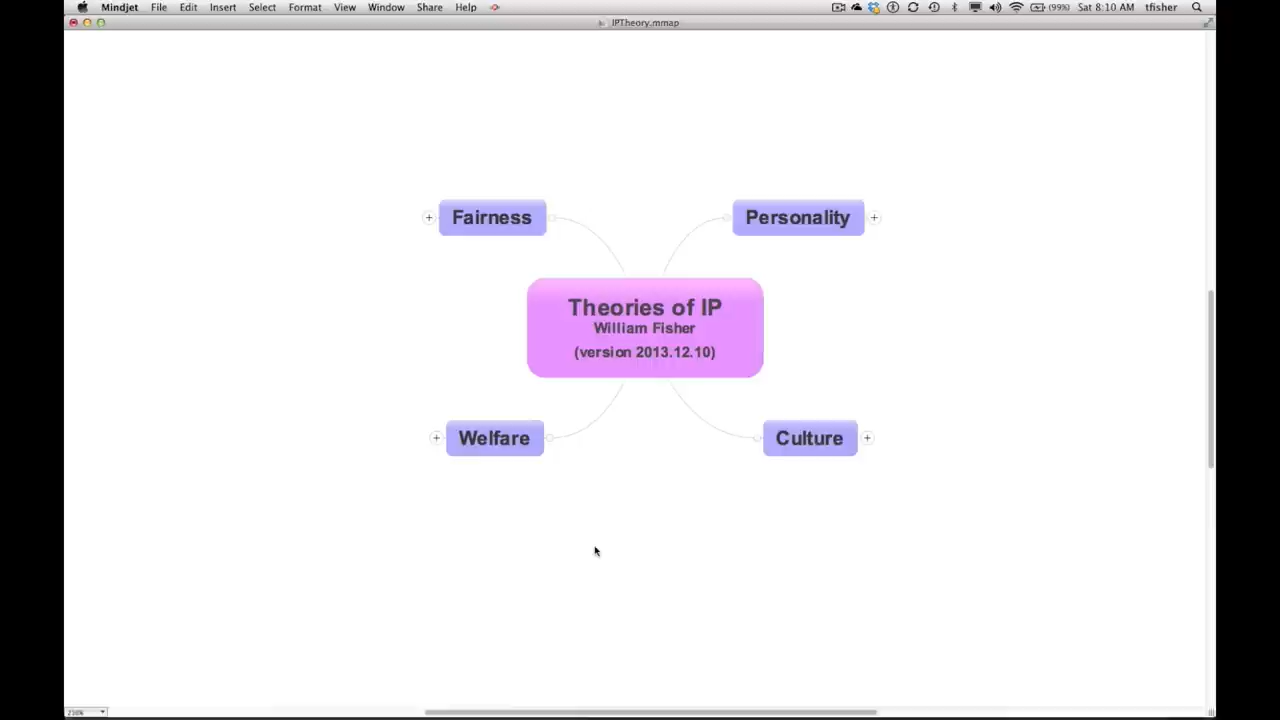 Mindjet File Edit Insert Select Format View Window Share Help (99%) Sat 8:10 AM tfisher
IPTheory.mmap
Fairness
Personality
Theories of IP
William Fisher
(version 2013.12.10)
Welfare
Culture